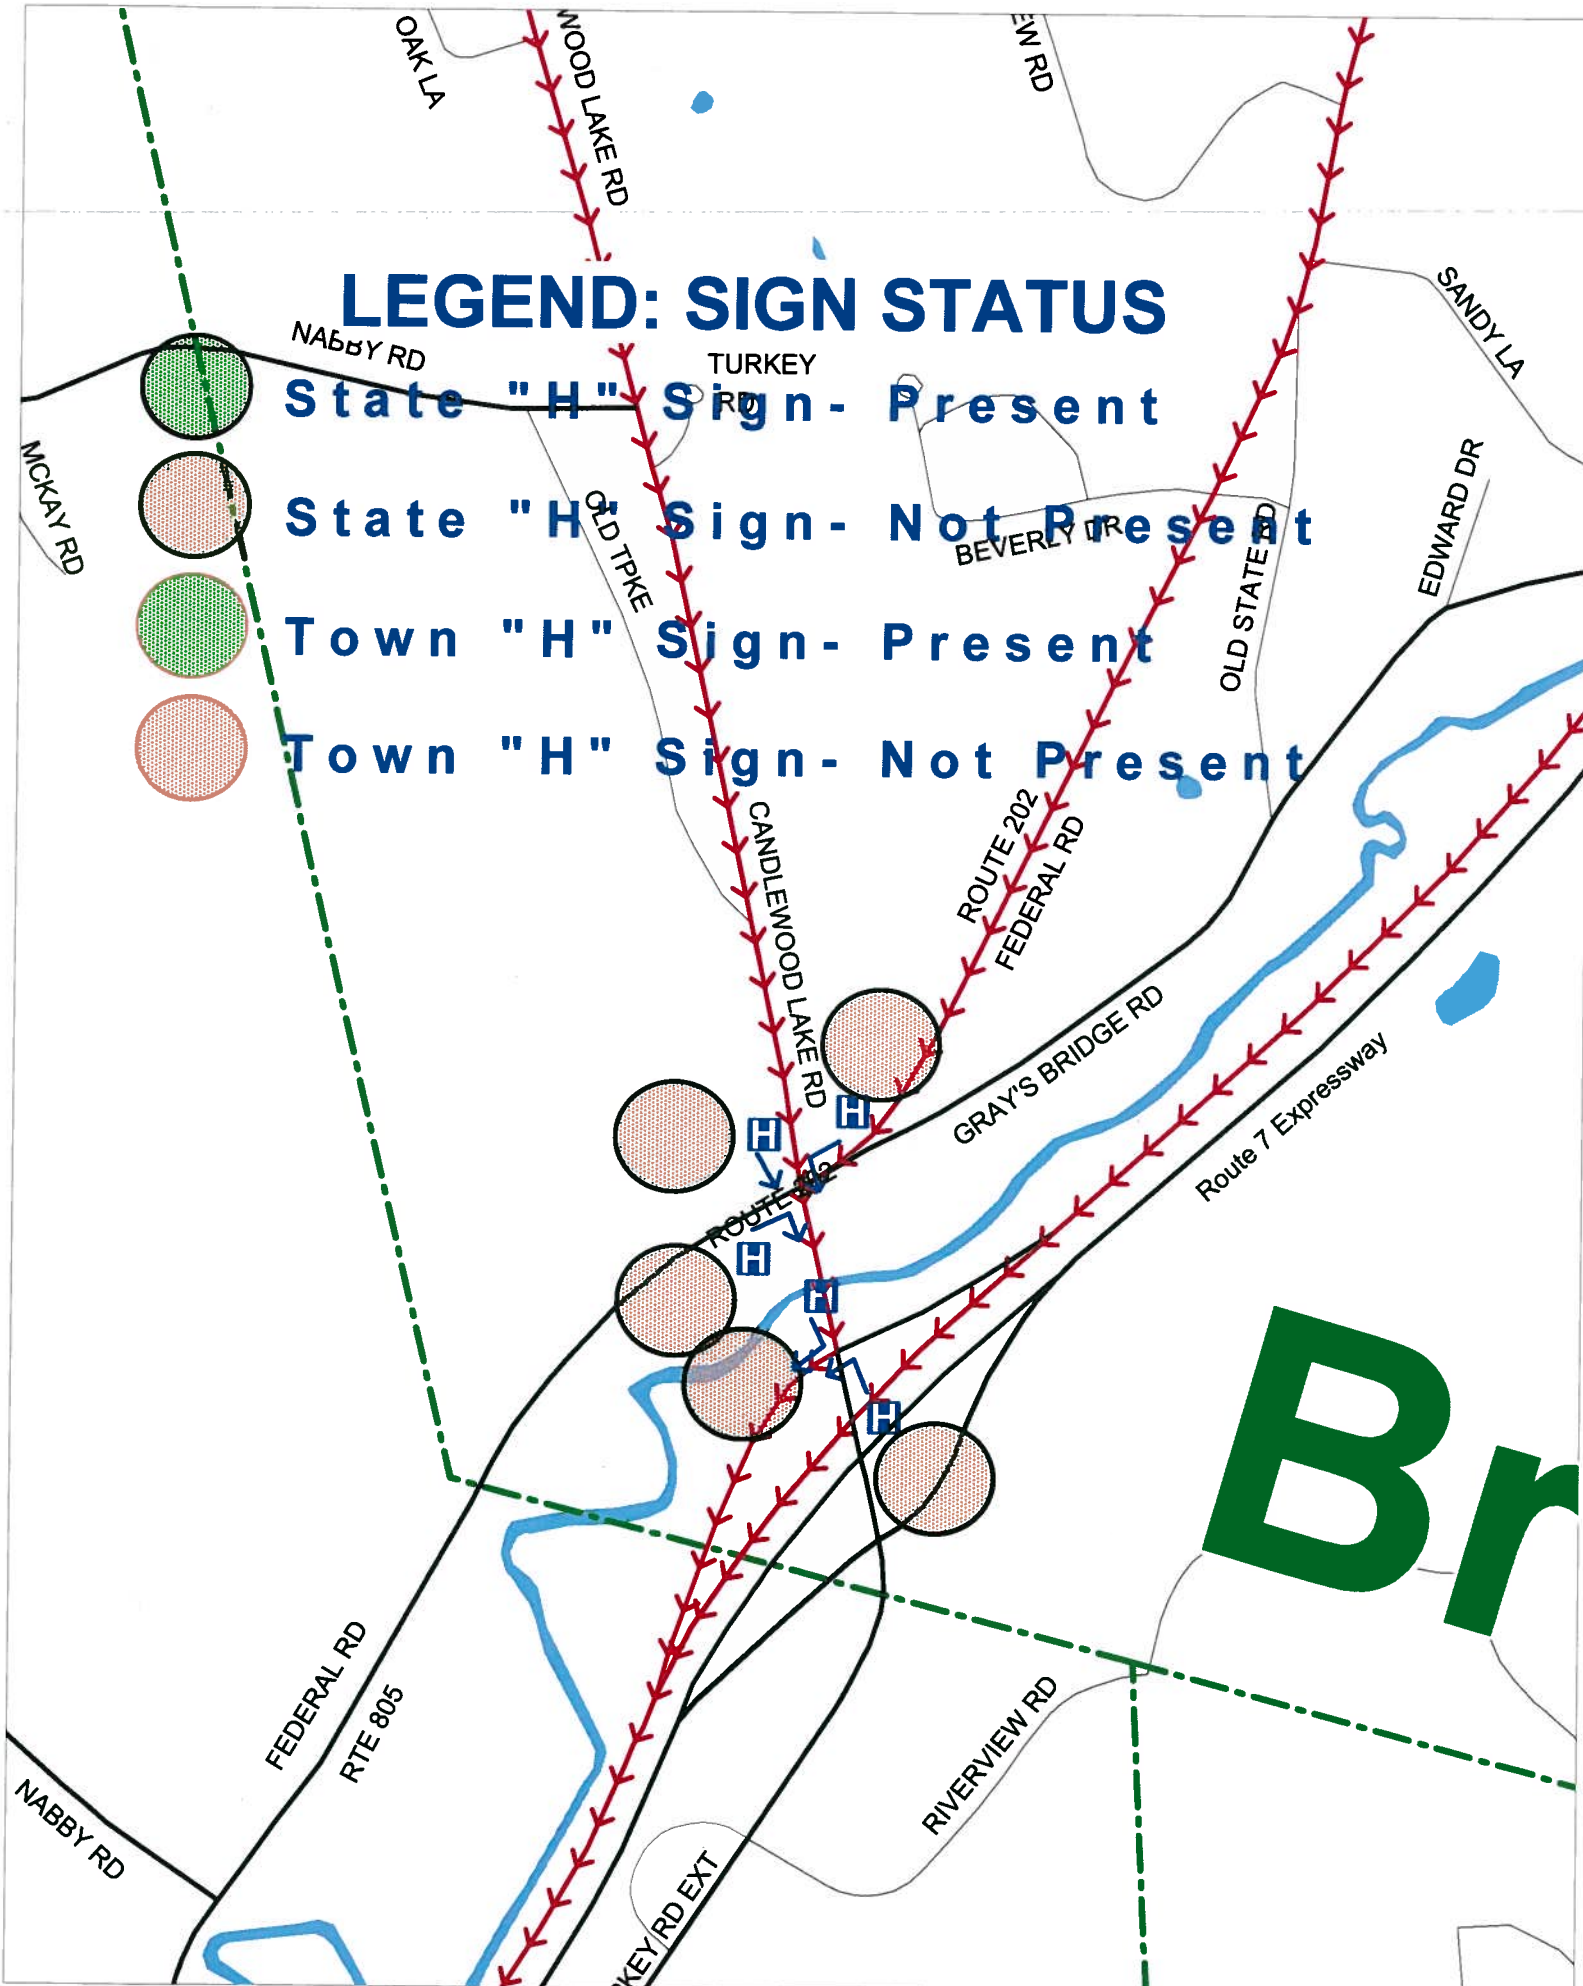 OAK LA
WOOD LAKE RD
EW RD
LEGEND: SIGN STATUS
SANDY LA
NABBY RD
TURKEY
RD
State "H" Sign- Present
MCKAY RD
State "H" Sign- Not Present
OLD TPKE
BEVERLY DR
OLD STATE RD
EDWARD DR
Town "H" Sign- Present
Town "H" Sign- Not Present
CANDLEWOOD LAKE RD
ROUTE 202
FEDERAL RD
GRAY'S BRIDGE RD
Route 7 Expressway
H
H
ROUTE
H
H
H
Br
FEDERAL RD
RTE 805
NABBY RD
RIVERVIEW RD
KEY RD EXT